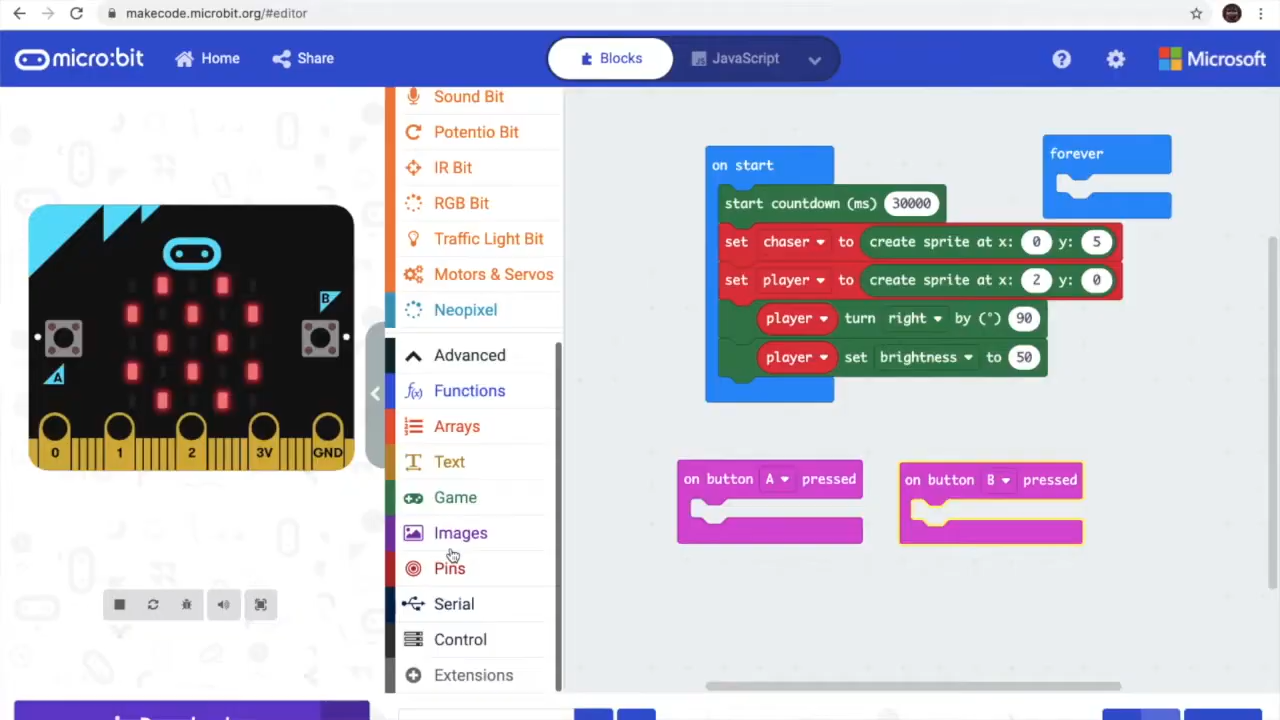 makecode.microbit.org/#editor
micro:bit
Home
Share
Blocks
JavaScript
Microsoft
Sound Bit
Potentio Bit
IR Bit
RGB Bit
Traffic Light Bit
Motors & Servos
Neopixel
Advanced
Functions
Arrays
Text
Game
Images
Pins
Serial
Control
Extensions
A
B
0 1 2 3V GND
on start
start countdown (ms) 30000
set chaser to create sprite at x: 0 y: 5
set player to create sprite at x: 2 y: 0
player turn right by (°) 90
player set brightness to 50
forever
on button A pressed
on button B pressed